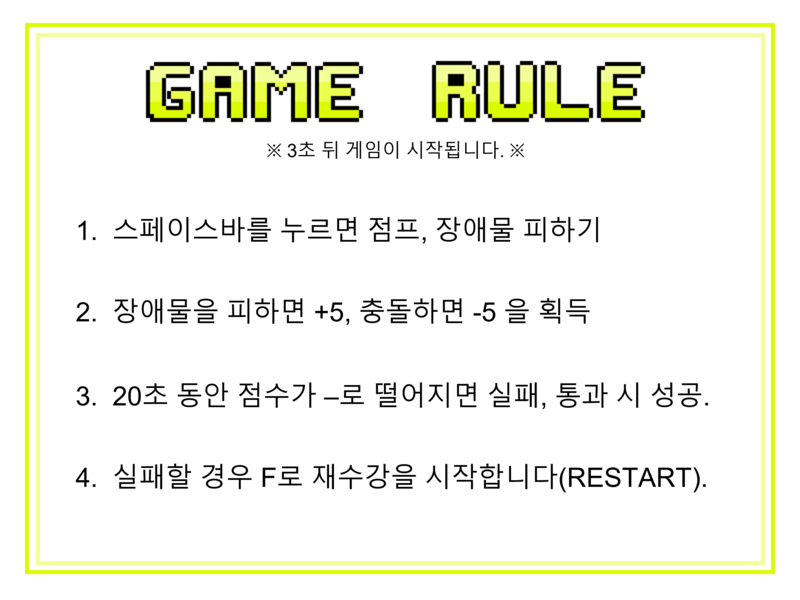 GAME RULE
※ 3초 뒤 게임이 시작됩니다. ※
1. 스페이스바를 누르면 점프, 장애물 피하기
2. 장애물을 피하면 +5, 충돌하면 -5 을 획득
3. 20초 동안 점수가 –로 떨어지면 실패, 통과 시 성공.
4. 실패할 경우 F로 재수강을 시작합니다(RESTART).